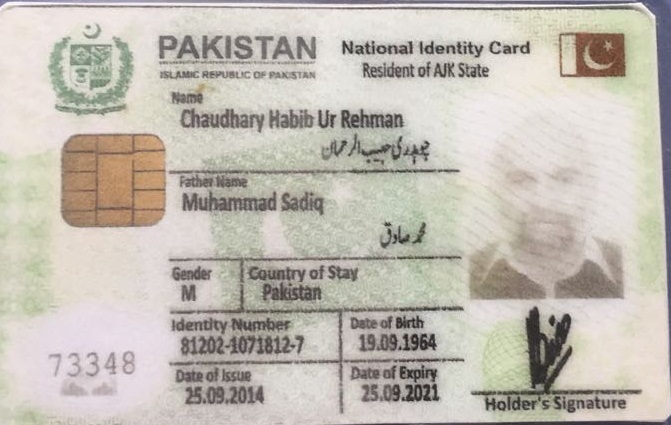 PAKISTAN
ISLAMIC REPUBLIC OF PAKISTAN
National Identity Card
Resident of AJK State
Name
Chaudhary Habib Ur Rehman
چوہدری حبیب الرحمان
Father Name
Muhammad Sadiq
محمد صادق
Gender
M
Country of Stay
Pakistan
Identity Number
81202-1071812-7
Date of Birth
19.09.1964
Date of Issue
25.09.2014
Date of Expiry
25.09.2021
73348
Holder's Signature